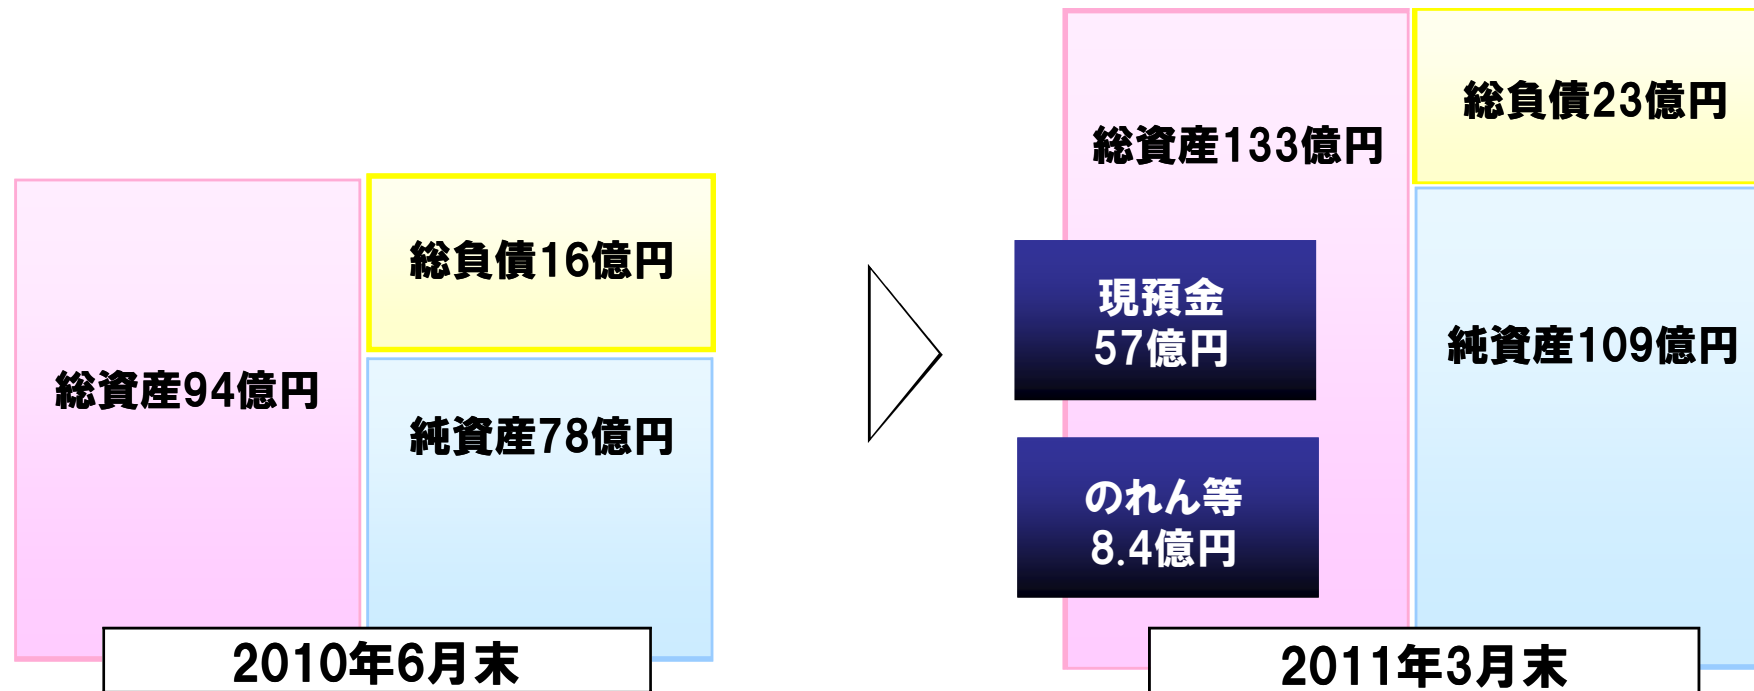 総資産94億円
総負債16億円
純資産78億円
2010年6月末
総資産133億円
現預金
57億円
のれん等
8.4億円
総負債23億円
純資産109億円
2011年3月末